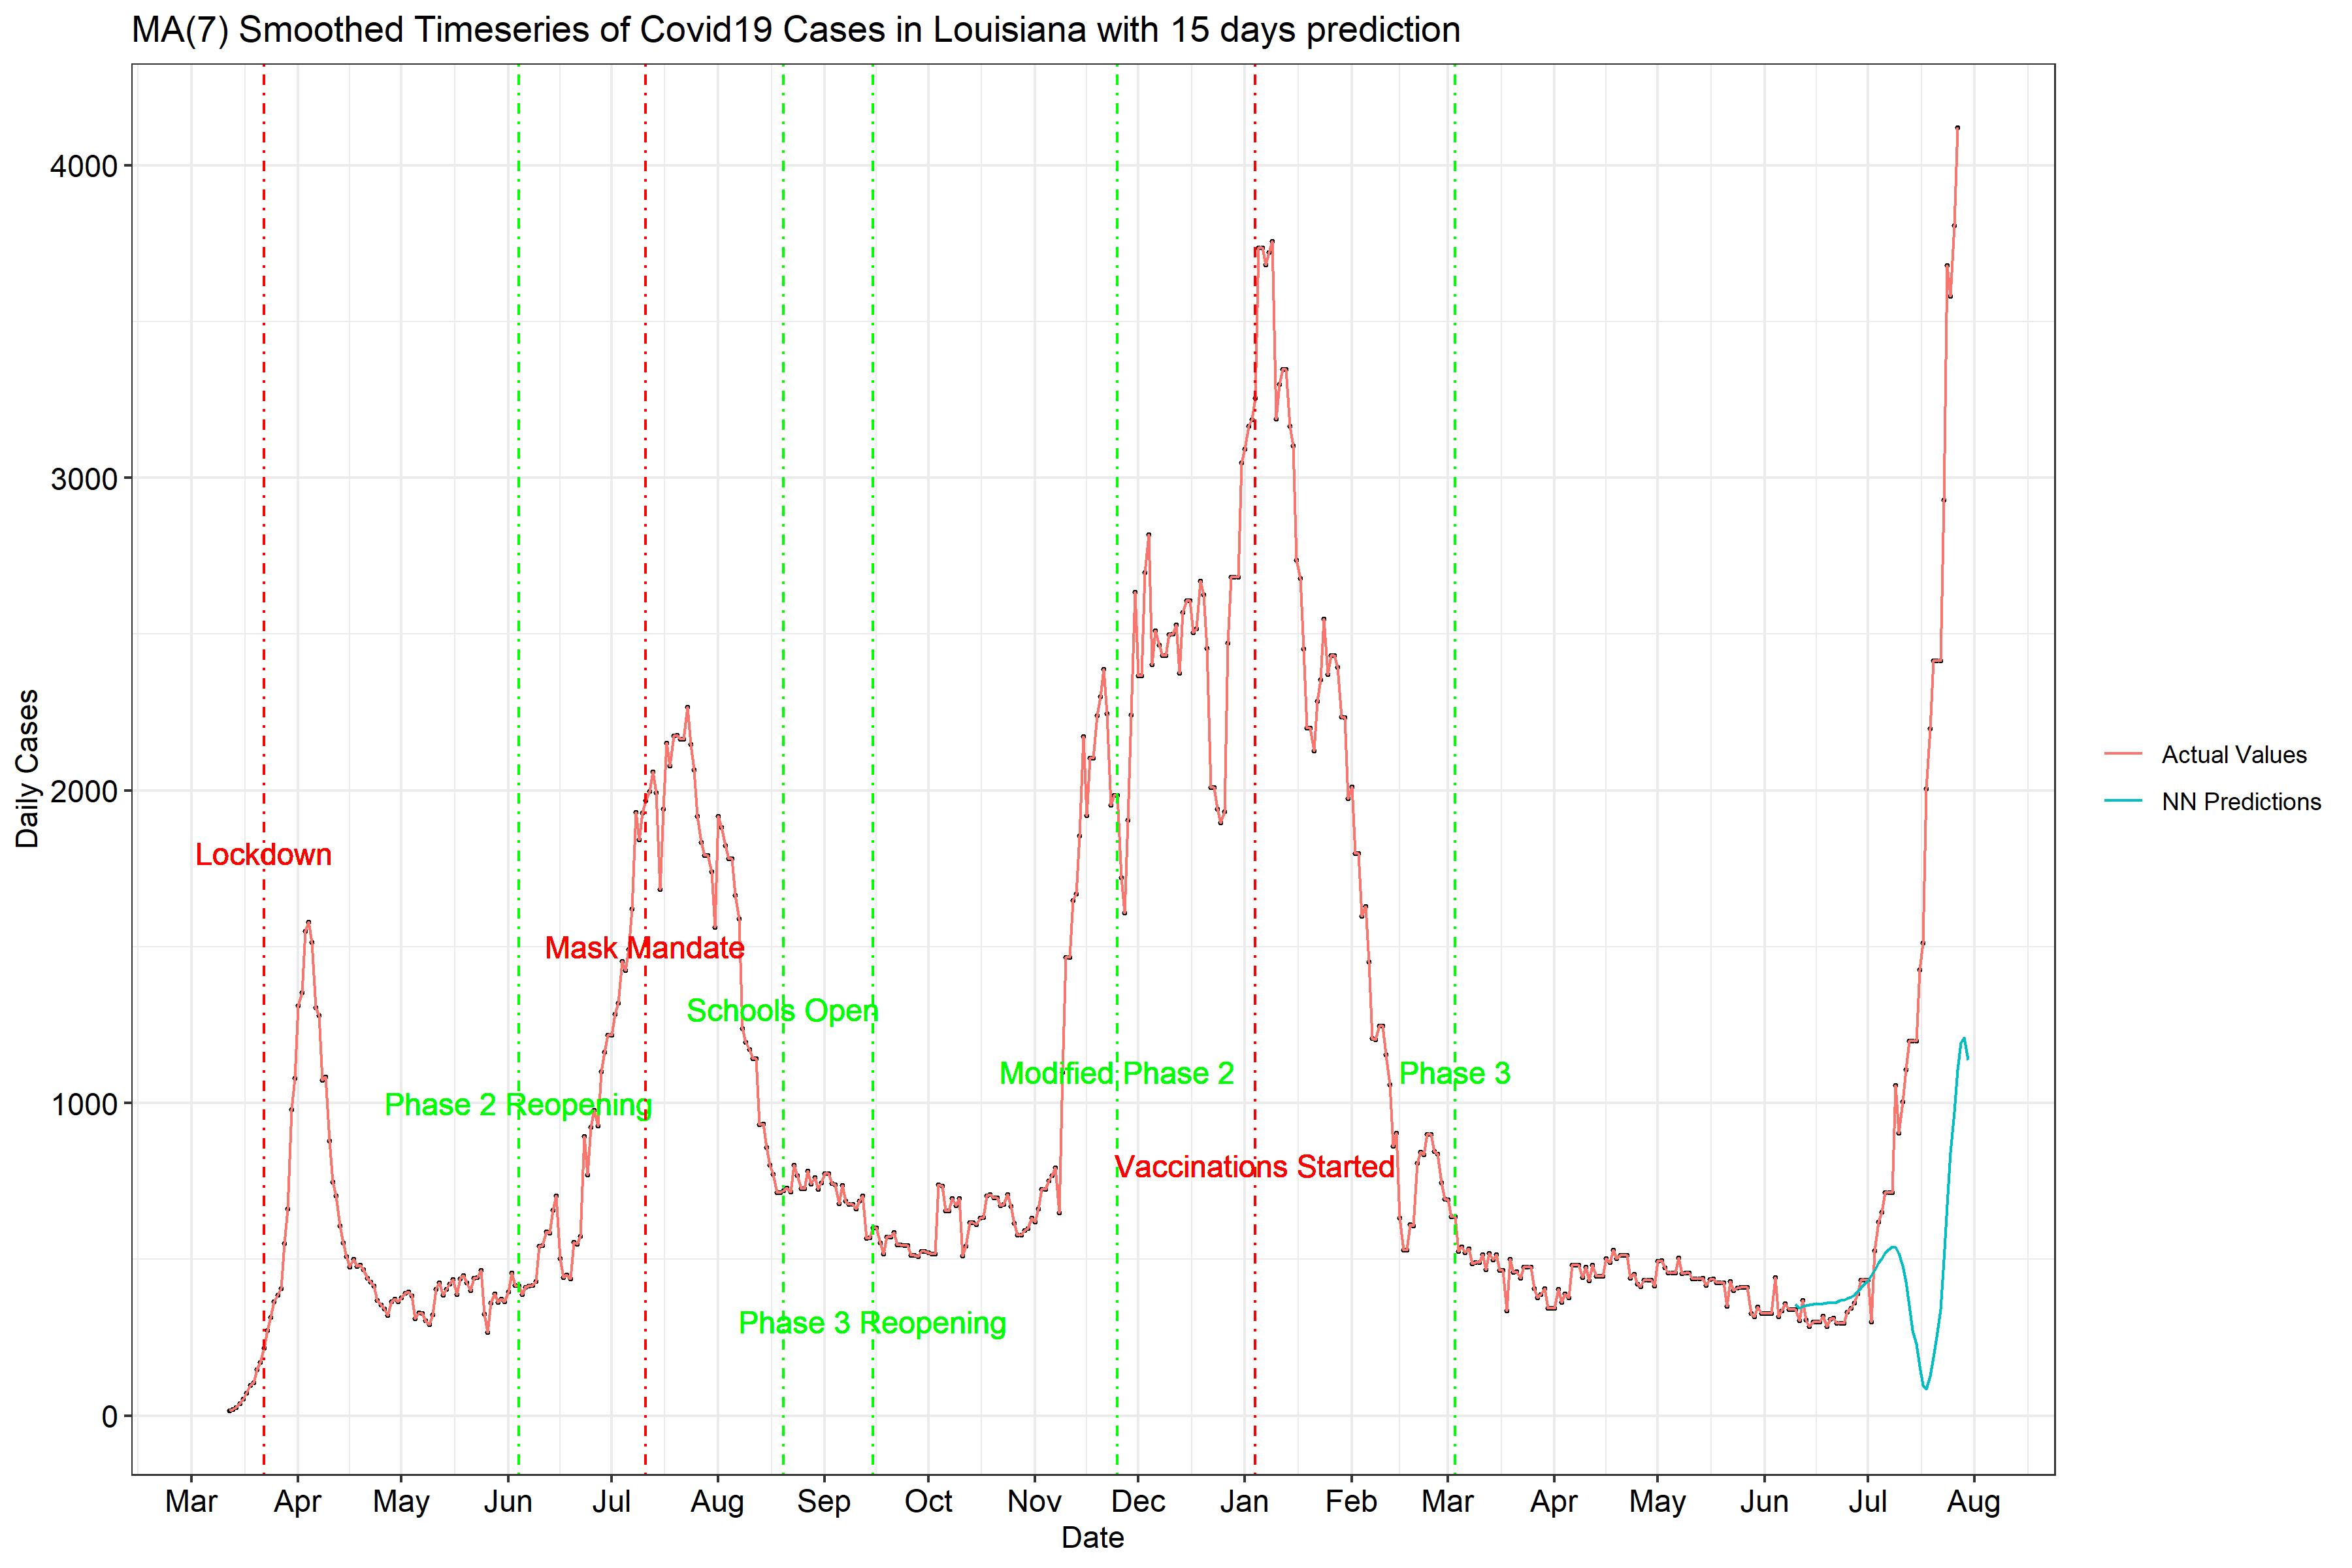 MA(7) Smoothed Timeseries of Covid19 Cases in Louisiana with 15 days prediction
Daily Cases
4000
3000
2000
1000
0
Lockdown
Mask Mandate
Schools Open
Modified Phase 2
Phase 3
Phase 2 Reopening
Vaccinations Started
Phase 3 Reopening
Actual Values
NN Predictions
Mar Apr May Jun Jul Aug Sep Oct Nov Dec Jan Feb Mar Apr May Jun Jul Aug
Date